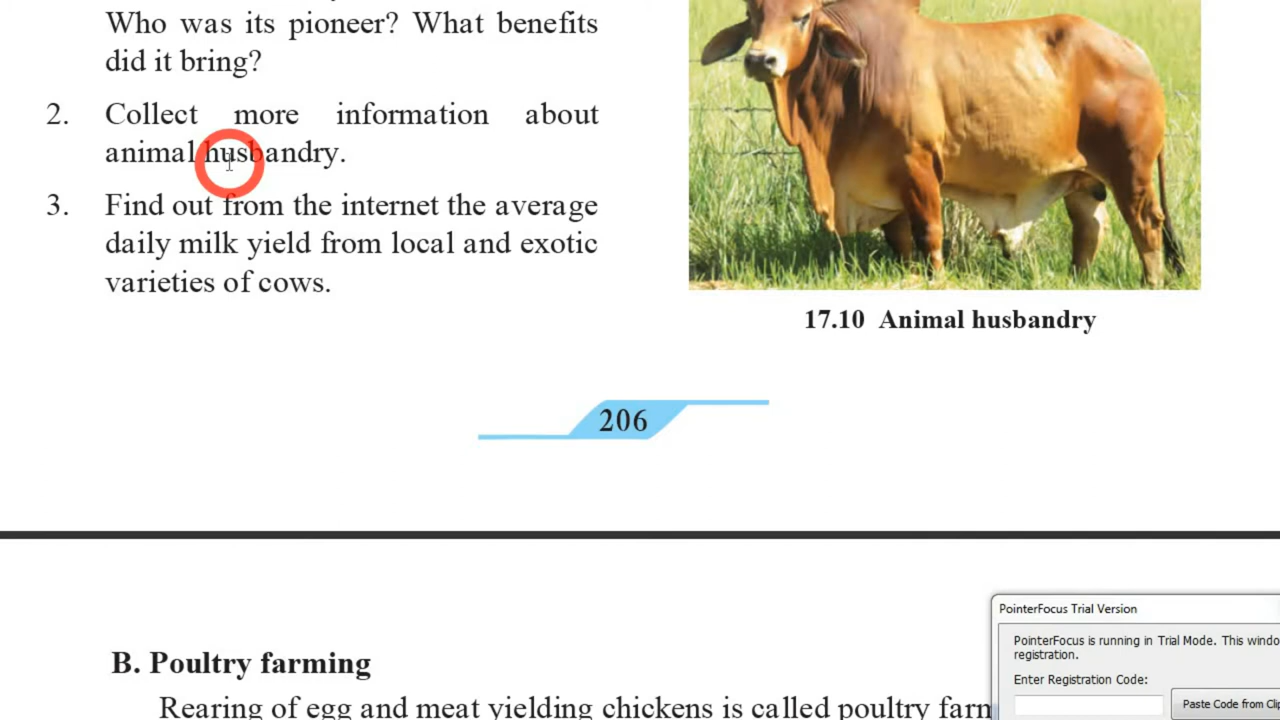 Who was its pioneer? What benefits
did it bring?
2. Collect more information about
animal husbandry.
3. Find out from the internet the average
daily milk yield from local and exotic
varieties of cows.
17.10 Animal husbandry
206
B. Poultry farming
Rearing of egg and meat yielding chickens is called poultry farm
PointerFocus Trial Version
PointerFocus is running in Trial Mode. This windo
registration.
Enter Registration Code:
Paste Code from Clip